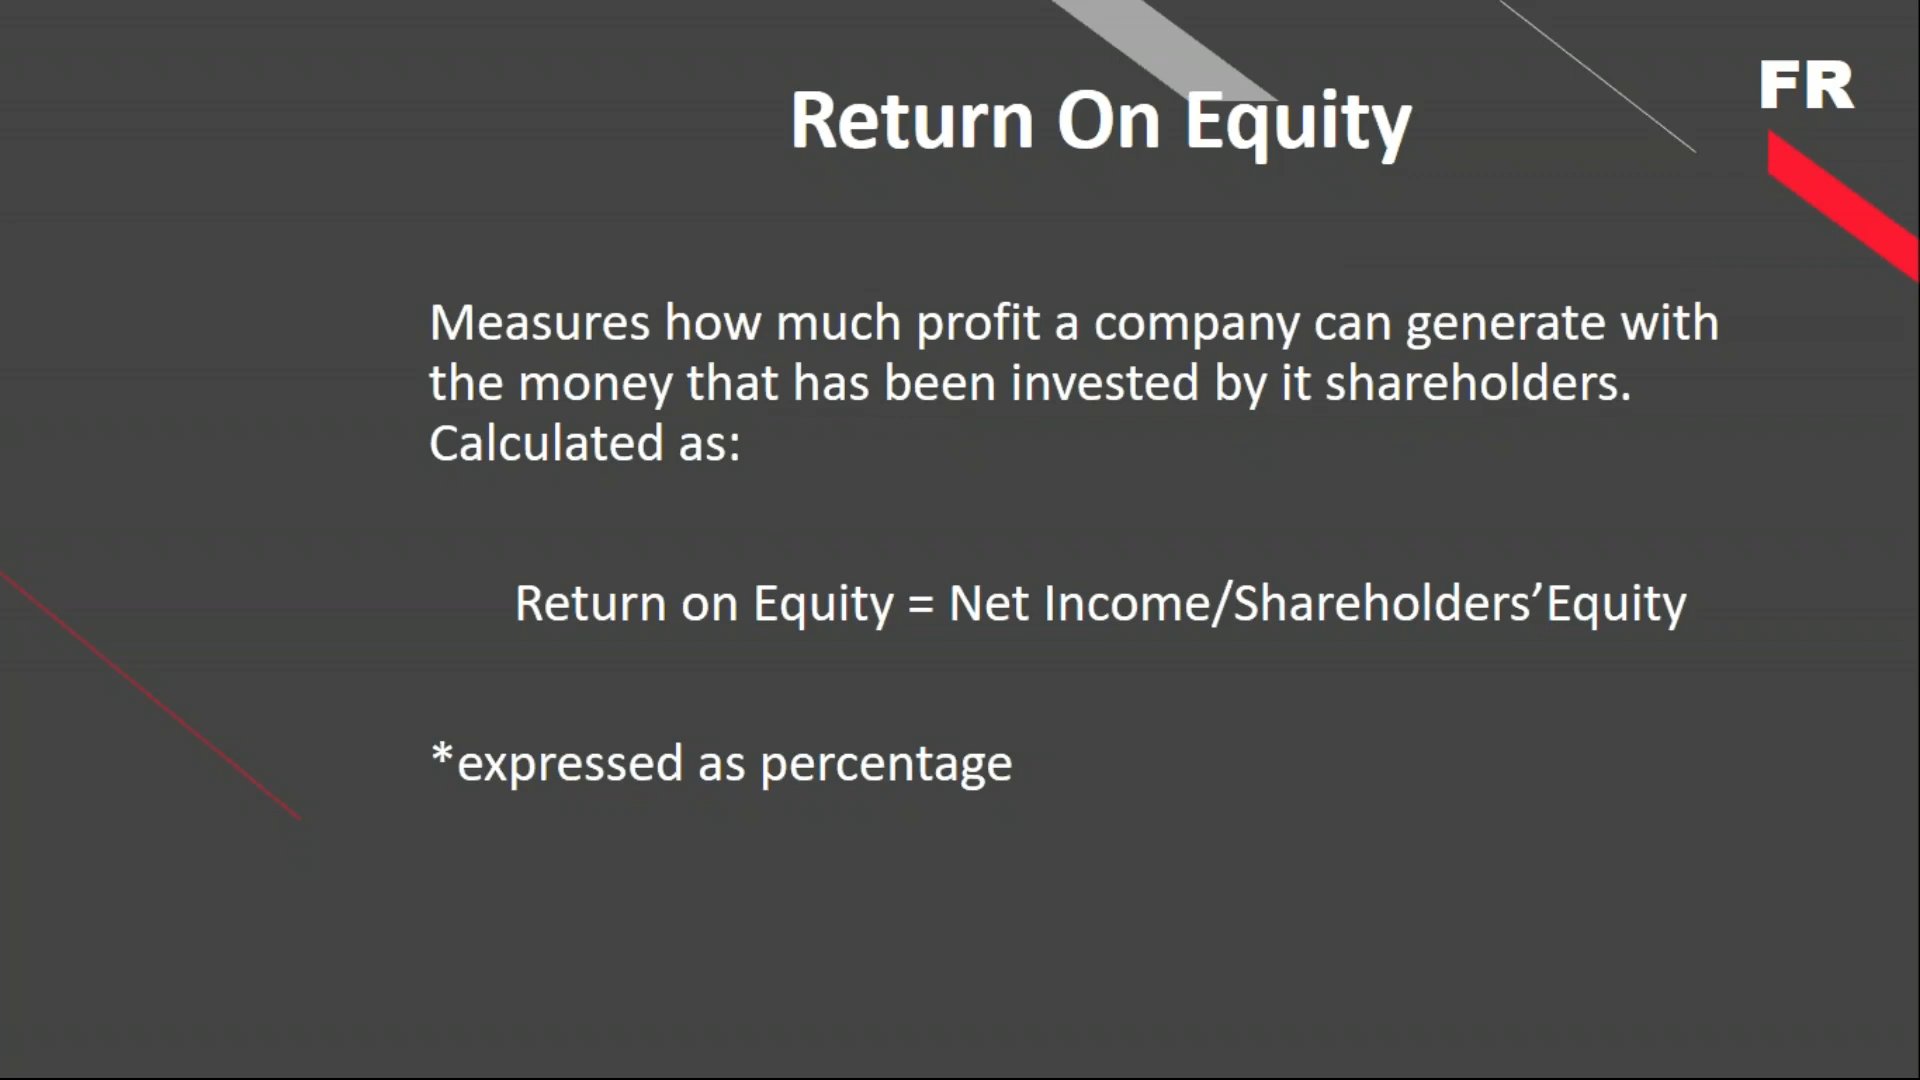 FR
Return On Equity
Measures how much profit a company can generate with
the money that has been invested by it shareholders.
Calculated as:
Return on Equity = Net Income/Shareholders’Equity
*expressed as percentage